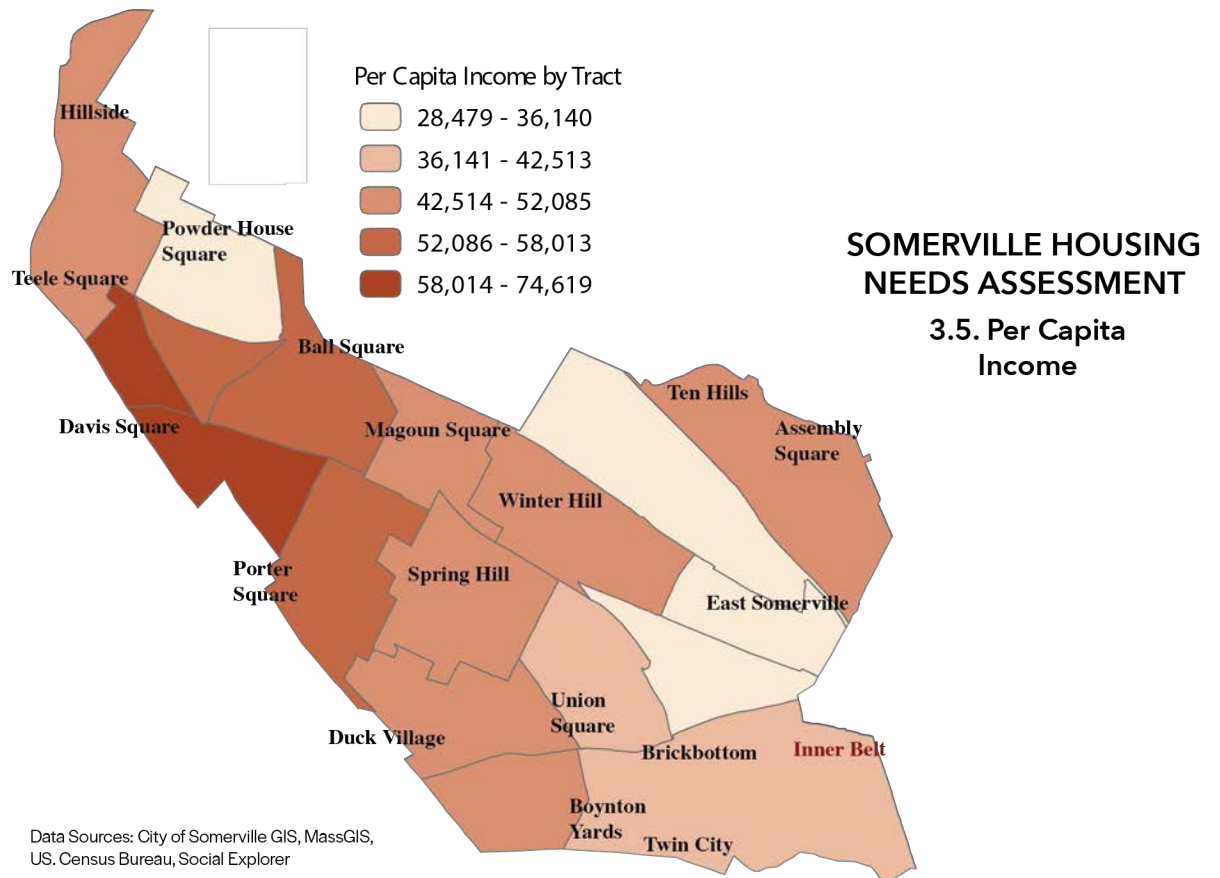 Per Capita Income by Tract
28,479 - 36,140
36,141 - 42,513
42,514 - 52,085
52,086 - 58,013
58,014 - 74,619
SOMERVILLE HOUSING
NEEDS ASSESSMENT
3.5. Per Capita
Income
Hillside
Powder House
Square
Teele Square
Ball Square
Ten Hills
Assembly
Square
Davis Square
Magoun Square
Winter Hill
Porter
Square
Spring Hill
East Somerville
Union
Square
Duck Village
Brickbottom
Inner Belt
Boynton
Yards
Twin City
Data Sources: City of Somerville GIS, MassGIS,
US. Census Bureau, Social Explorer